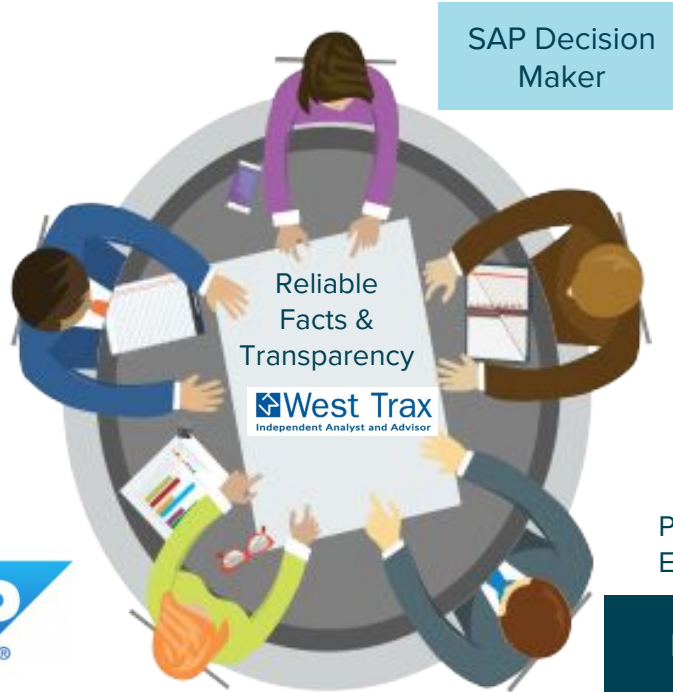 SAP Decision
Maker
Reliable
Facts &
Transparency
West Trax
Independent Analyst and Advisor
®